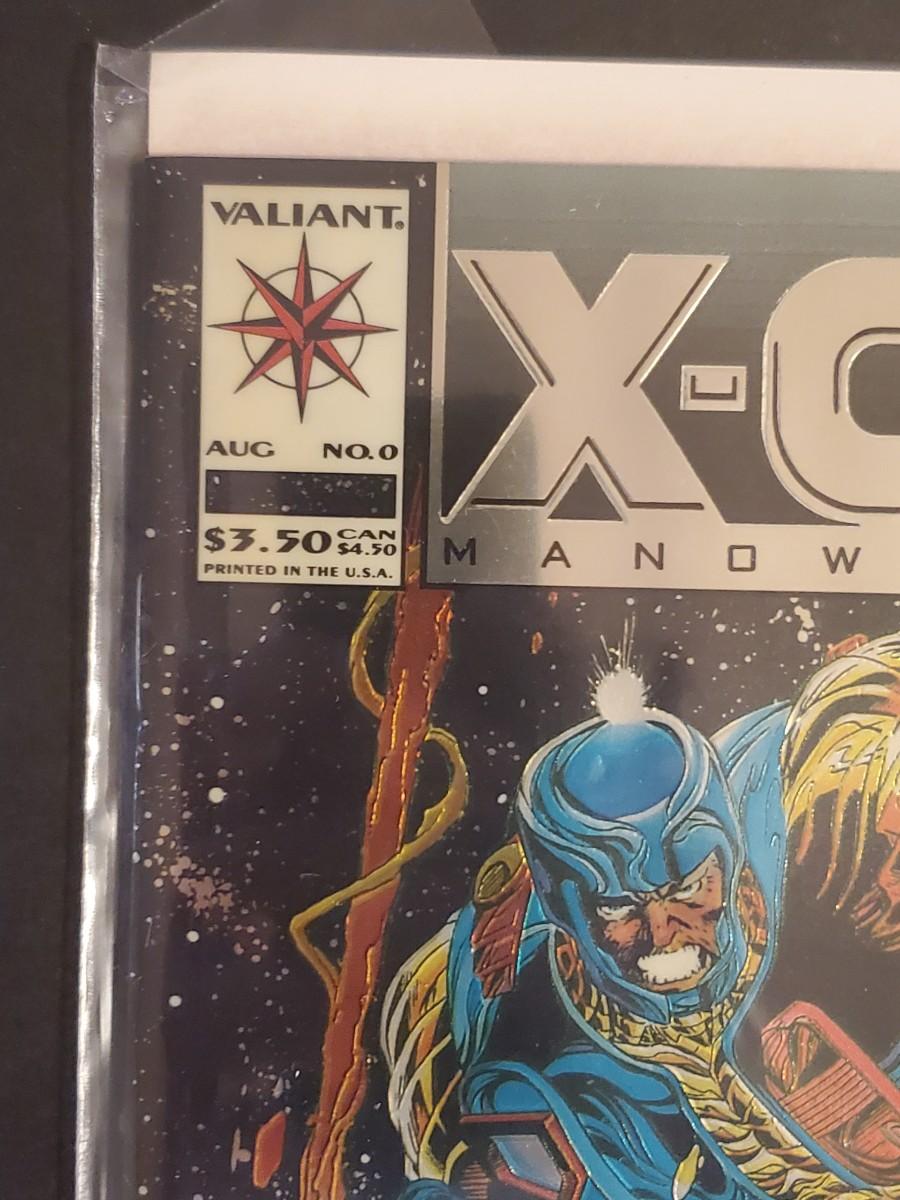 VALIANT®
AUG NO. 0
$3.50 CAN $4.50
PRINTED IN THE U.S.A.
X-O
MANOW